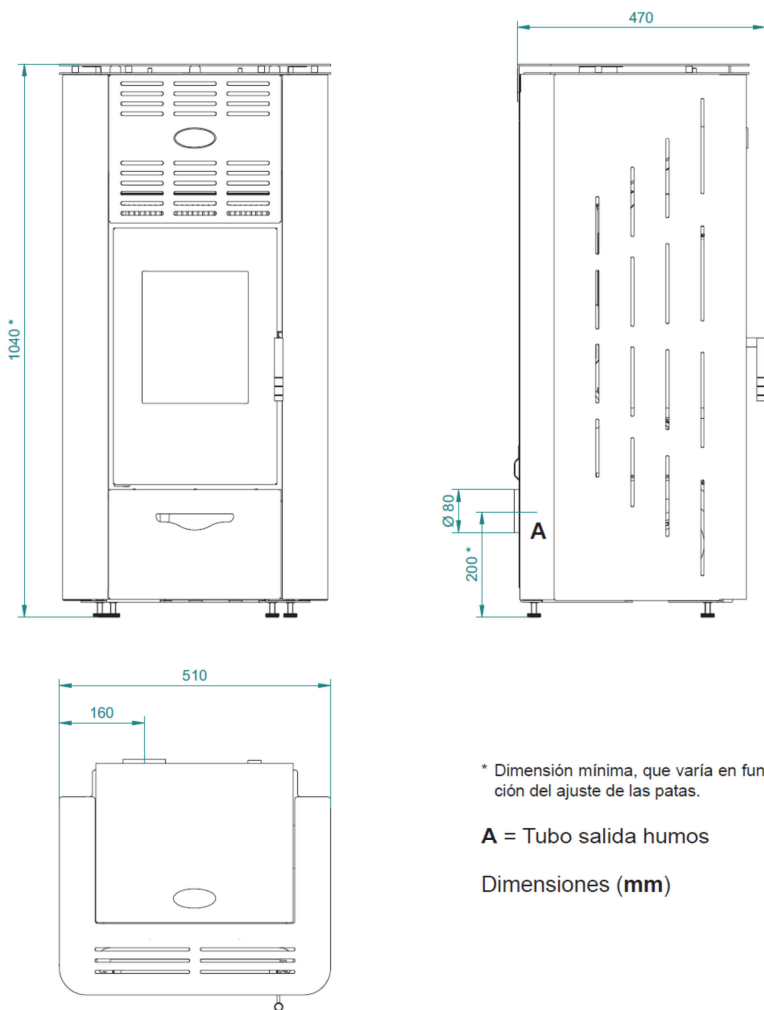 470
1040 *
Ø 80
200 *
A
510
160
* Dimensión mínima, que varía en fun
ción del ajuste de las patas.
A = Tubo salida humos
Dimensiones (mm)